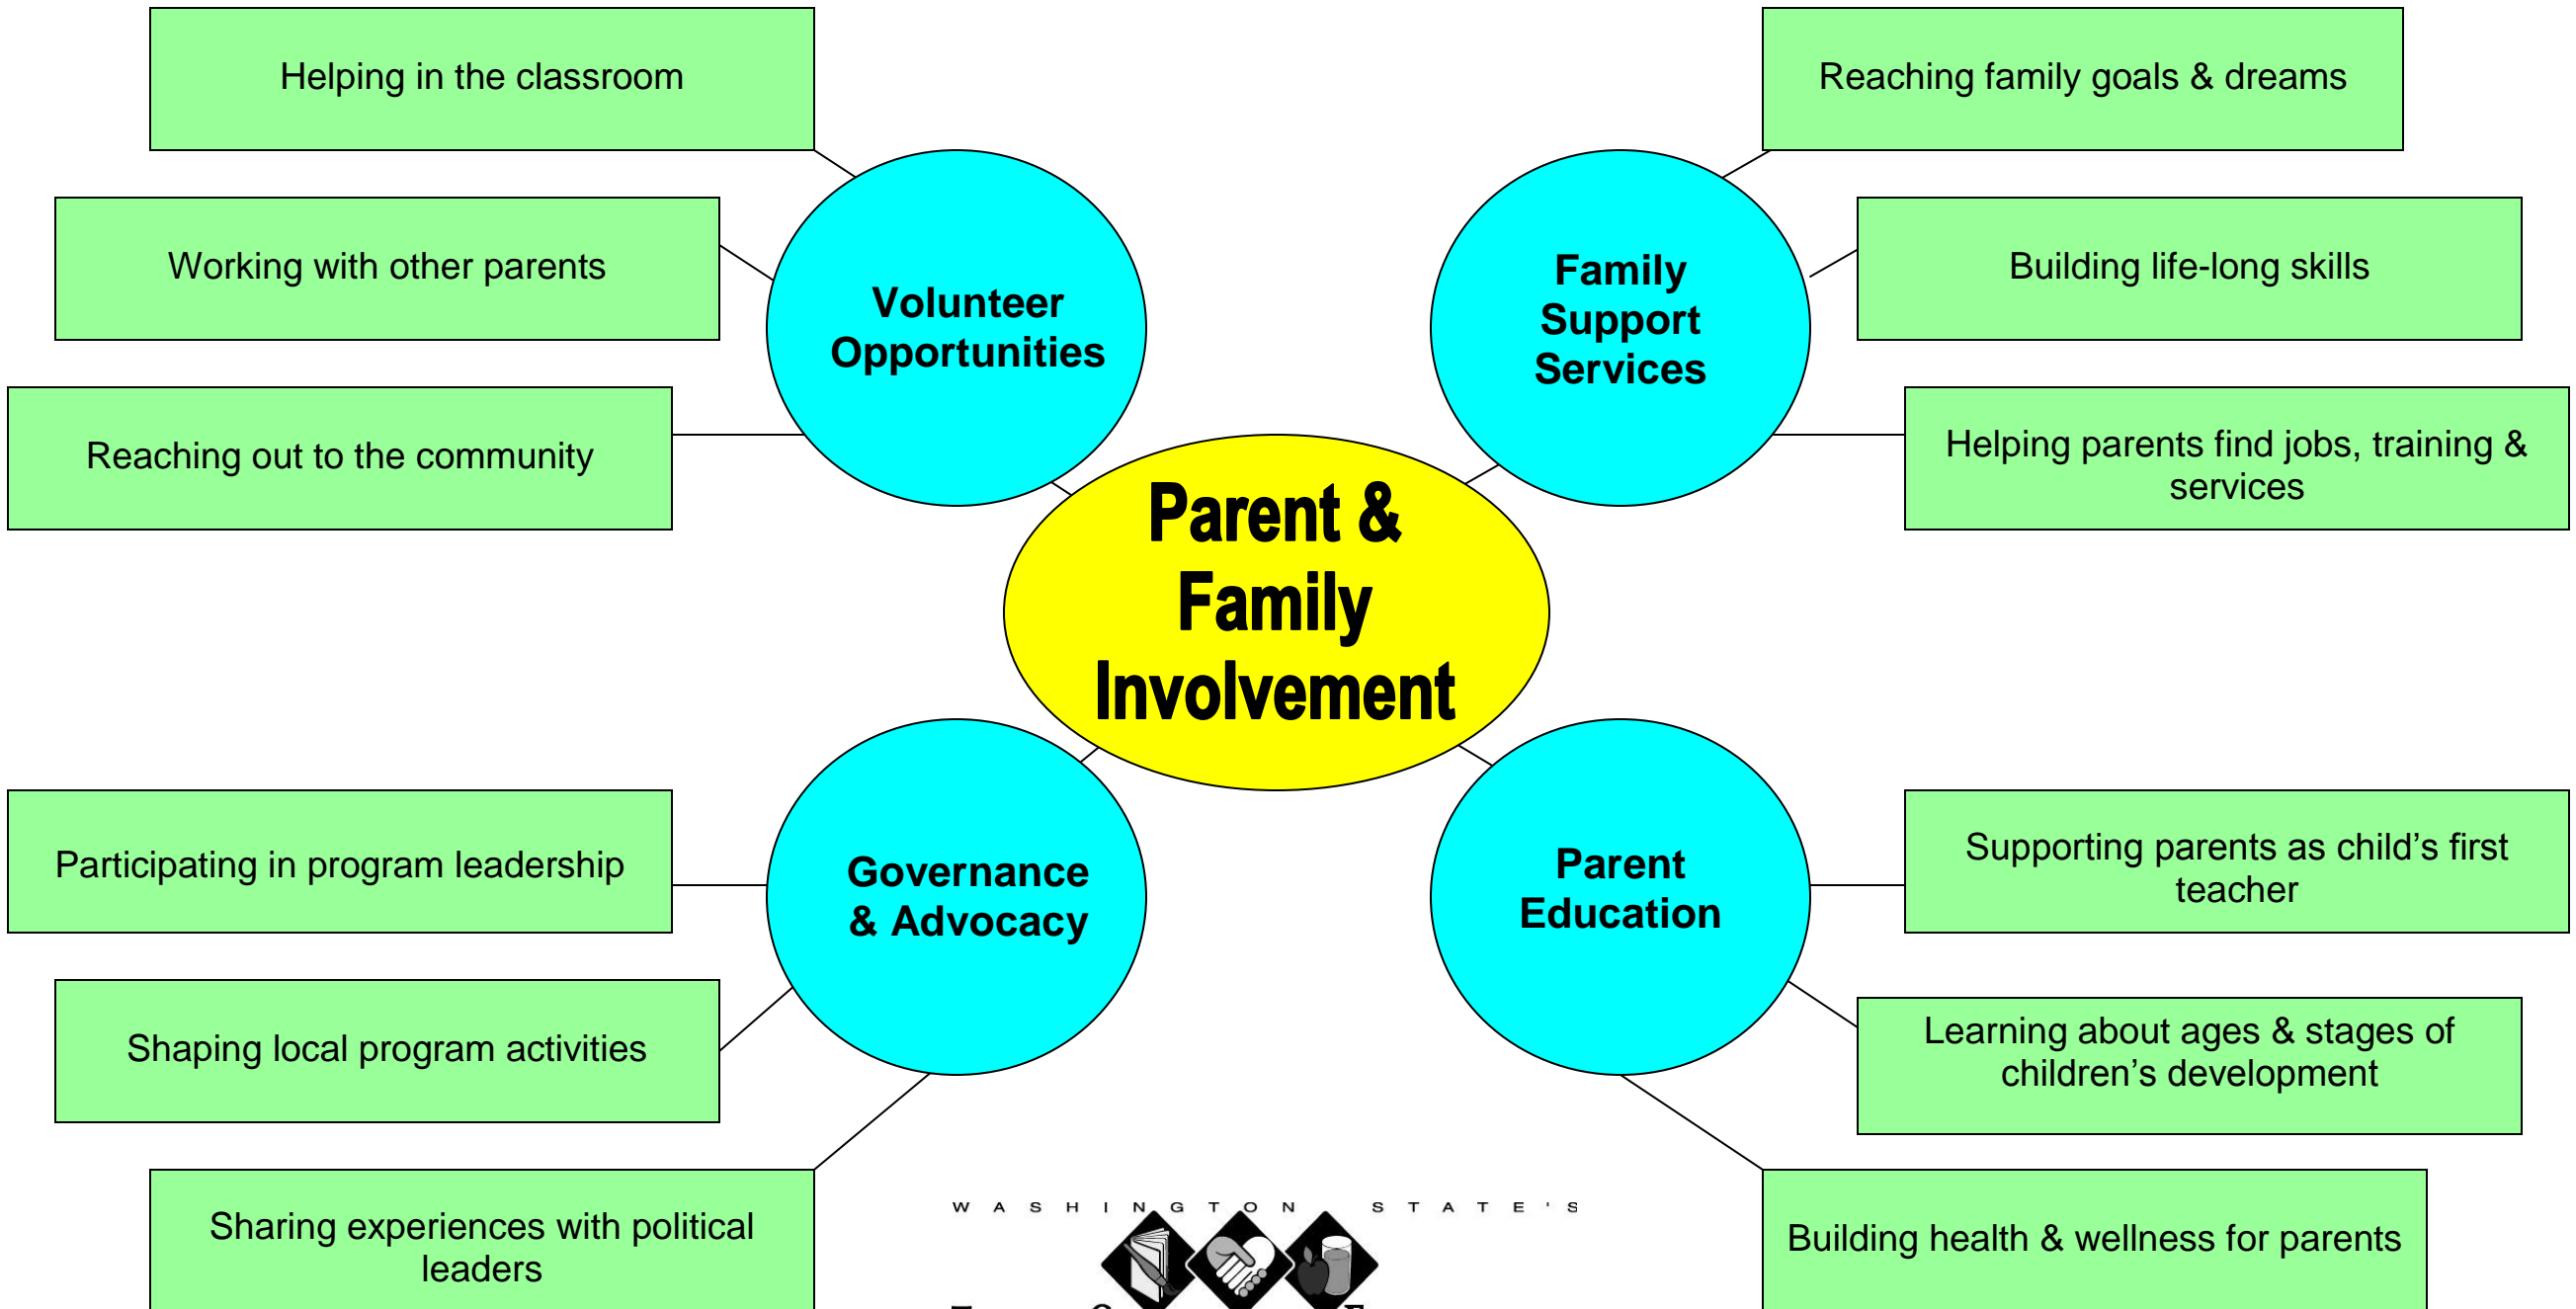 Helping in the classroom
Working with other parents
Reaching out to the community
Volunteer
Opportunities
Reaching family goals & dreams
Building life-long skills
Helping parents find jobs, training &
services
Family
Support
Services
Parent &
Family
Involvement
Participating in program leadership
Shaping local program activities
Sharing experiences with political
leaders
Governance
& Advocacy
Parent
Education
Supporting parents as child’s first
teacher
Learning about ages & stages of
children’s development
Building health & wellness for parents
WASHINGTON STATE'S